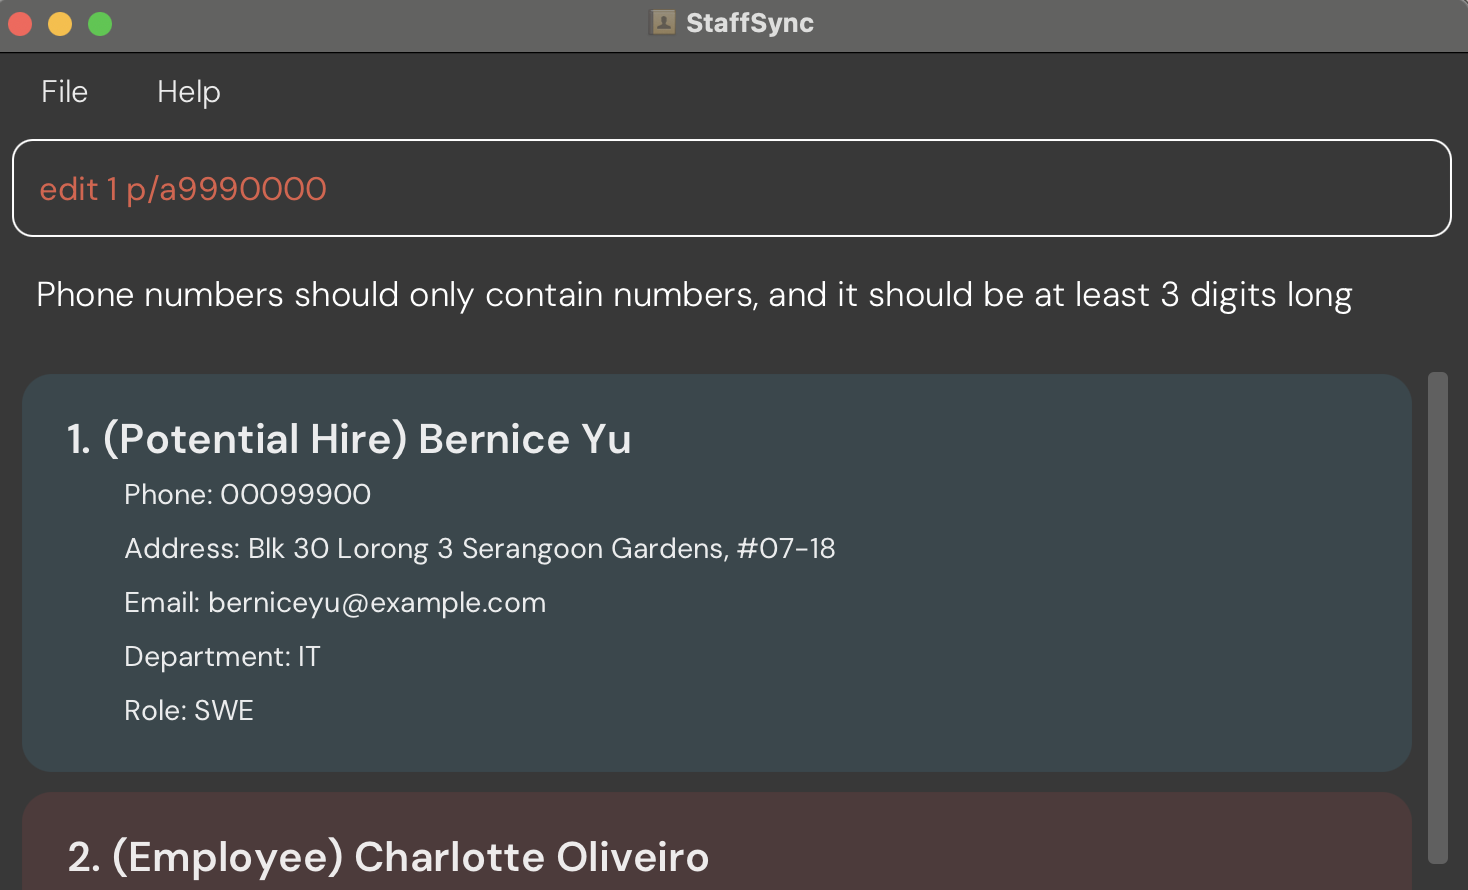 StaffSync
File Help
edit 1 p/a9990000
Phone numbers should only contain numbers, and it should be at least 3 digits long
1. (Potential Hire) Bernice Yu
Phone: 00099900
Address: Blk 30 Lorong 3 Serangoon Gardens, #07-18
Email: berniceyu@example.com
Department: IT
Role: SWE
2. (Employee) Charlotte Oliveiro